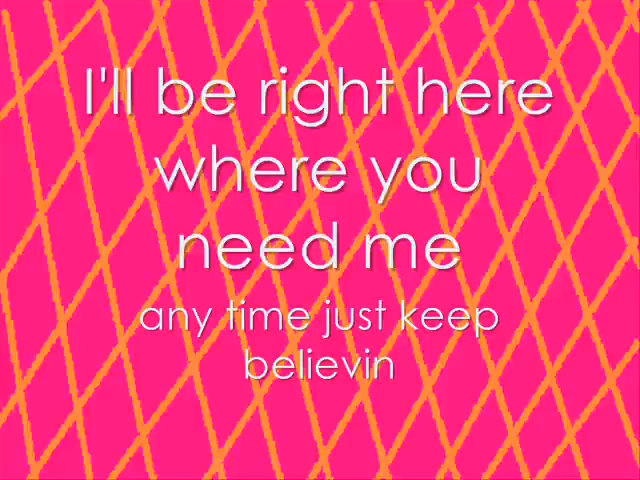 I'll be right here
where you
need me
any time just keep
believin